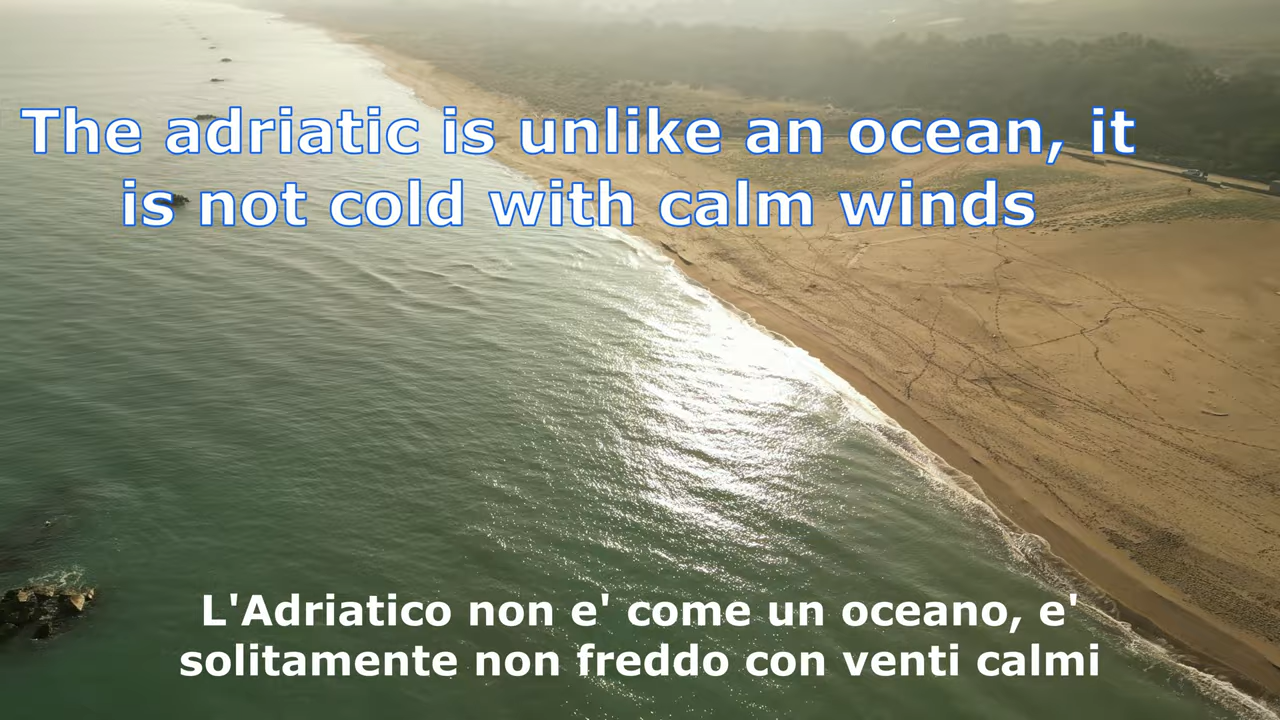 The adriatic is unlike an ocean, it
is not cold with calm winds
L'Adriatico non e' come un oceano, e'
solitamente non freddo con venti calmi